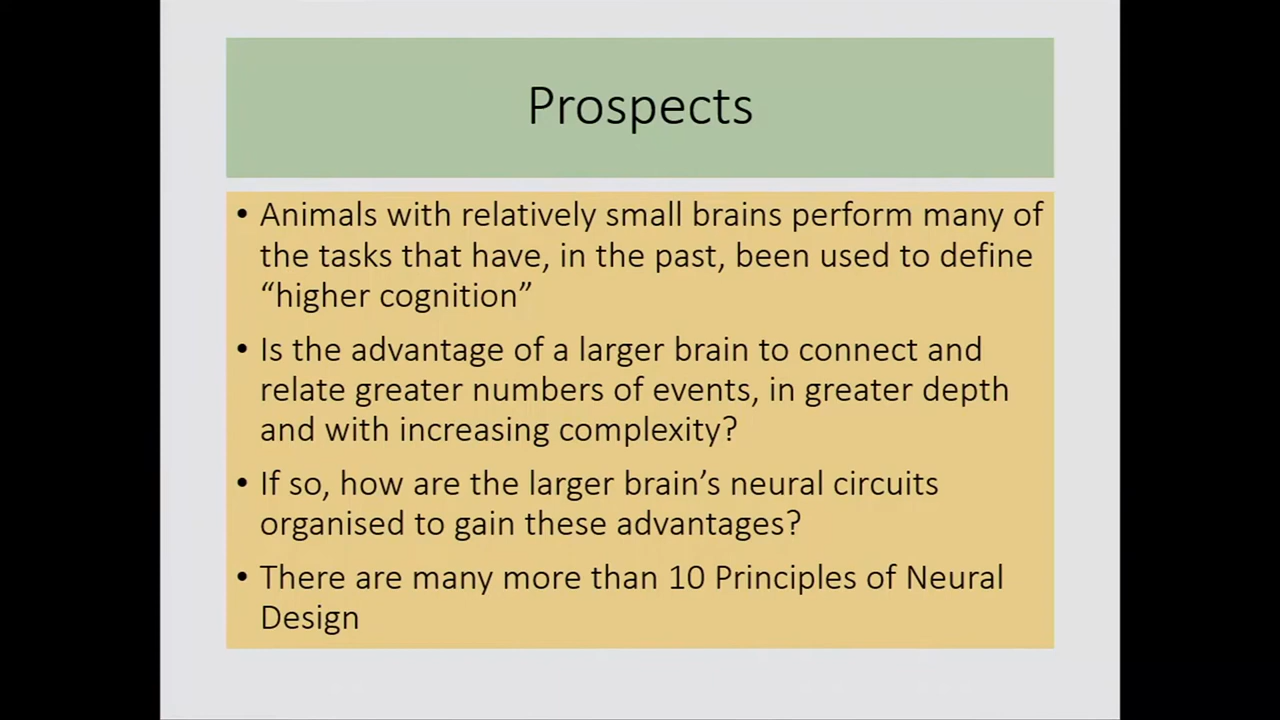 Prospects
• Animals with relatively small brains perform many of
the tasks that have, in the past, been used to define
“higher cognition”
• Is the advantage of a larger brain to connect and
relate greater numbers of events, in greater depth
and with increasing complexity?
• If so, how are the larger brain’s neural circuits
organised to gain these advantages?
• There are many more than 10 Principles of Neural
Design